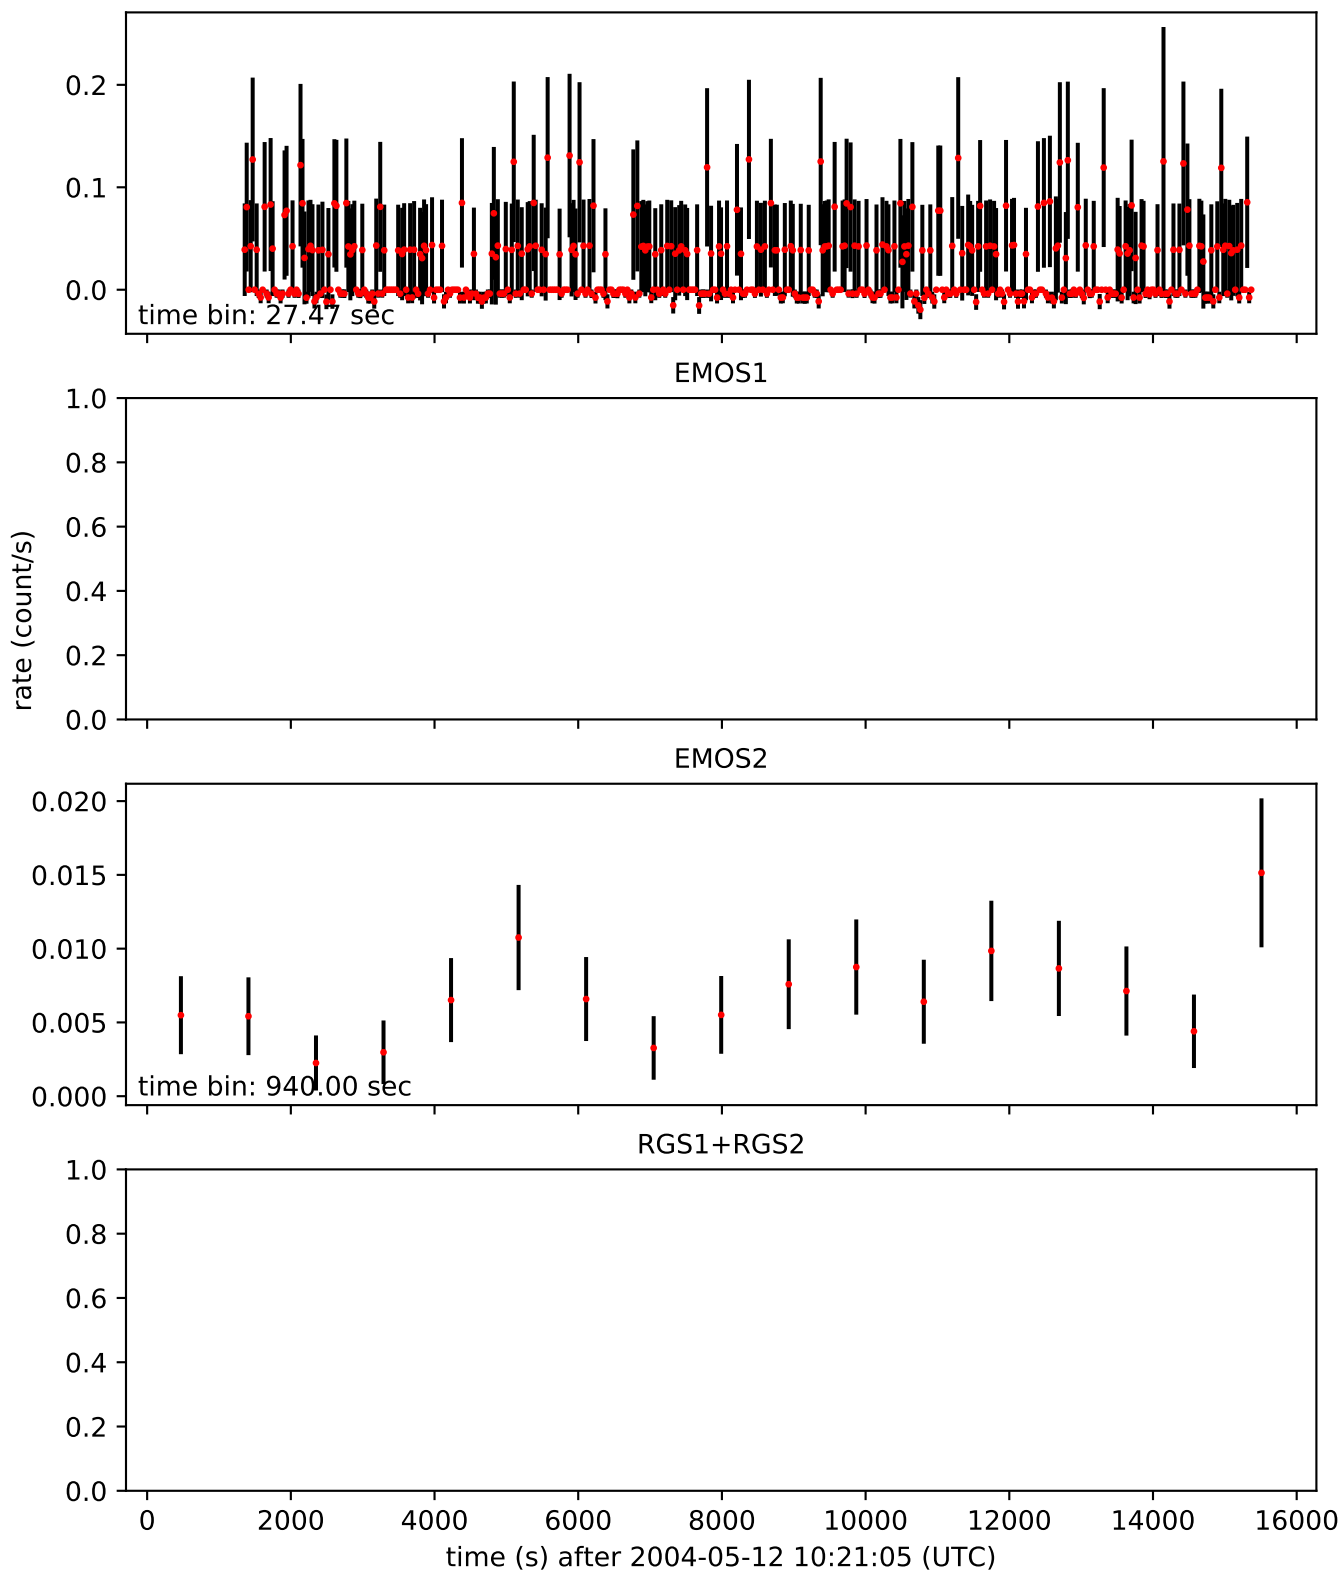 0.2
0.1
0.0
time bin: 27.47 sec
EMOS1
1.0
0.8
0.6
0.4
0.2
0.0
rate (count/s)
EMOS2
0.020
0.015
0.010
0.005
0.000
time bin: 940.00 sec
RGS1+RGS2
1.0
0.8
0.6
0.4
0.2
0.0
0 2000 4000 6000 8000 10000 12000 14000 16000
time (s) after 2004-05-12 10:21:05 (UTC)